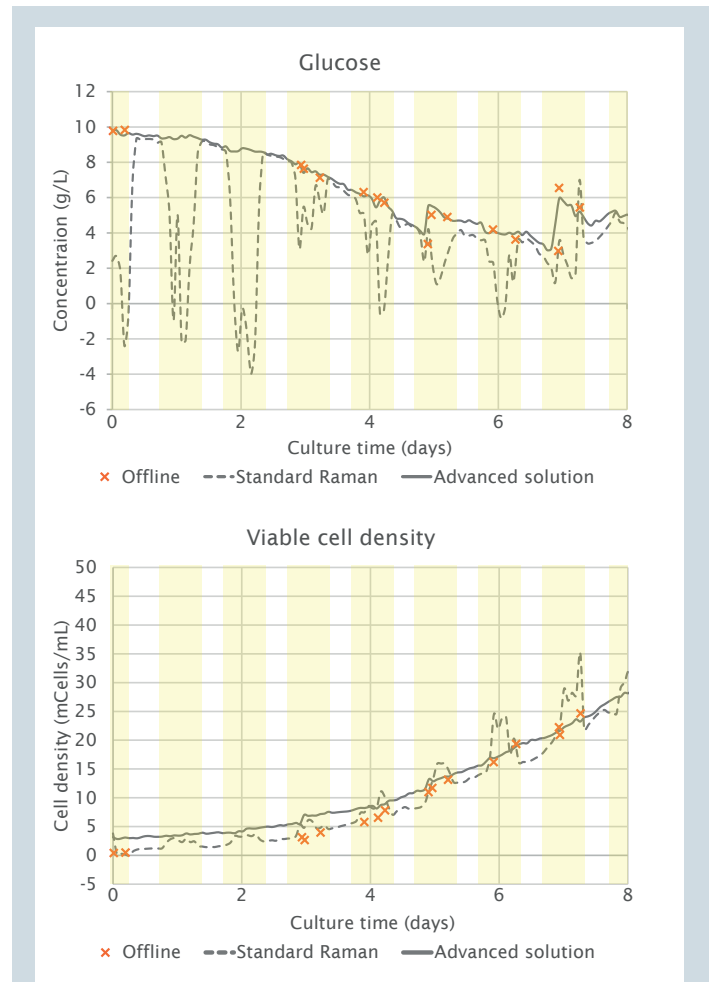 Glucose
12
10
8
6
4
2
0
-2
-4
-6
Concentraion (g/L)
0 2 4 6 8
Culture time (days)
Offline Standard Raman Advanced solution
Viable cell density
50
45
40
35
30
25
20
15
10
5
0
-5
Cell density (mCells/mL)
0 2 4 6 8
Culture time (days)
Offline Standard Raman Advanced solution